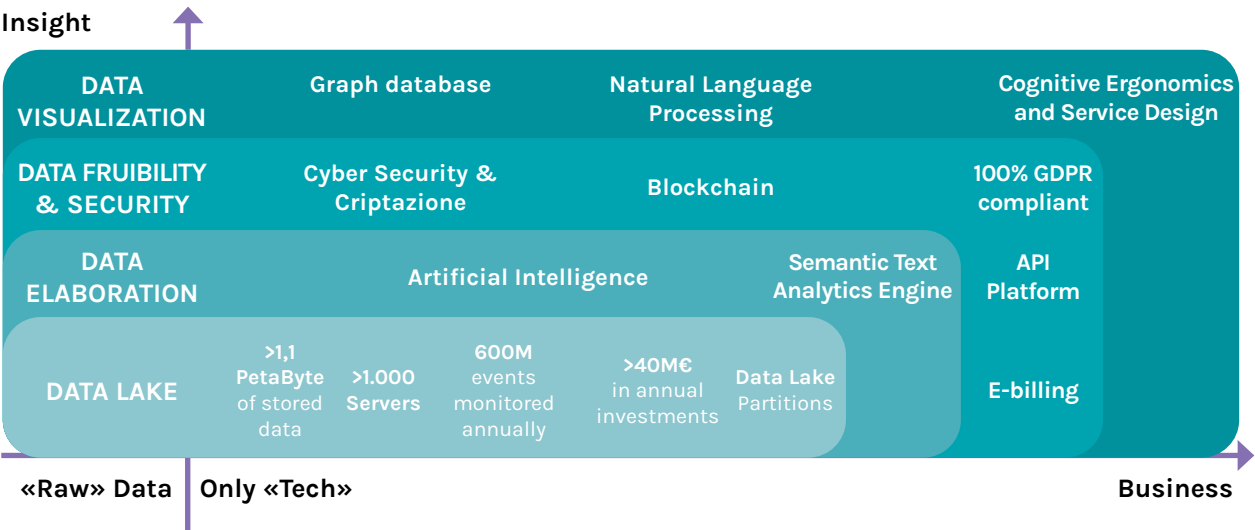 Insight
DATA
VISUALIZATION
Graph database
Natural Language
Processing
Cognitive Ergonomics
and Service Design
DATA FRUIBILITY
& SECURITY
Cyber Security &
Criptazione
Blockchain
100% GDPR
compliant
DATA
ELABORATION
Artificial Intelligence
Semantic Text
Analytics Engine
API
Platform
DATA LAKE
>1,1
PetaByte
of stored
data
>1.000
Servers
600M
events
monitored
annually
>40M€
in annual
investments
Data Lake
Partitions
E-billing
«Raw» Data
Only «Tech»
Business